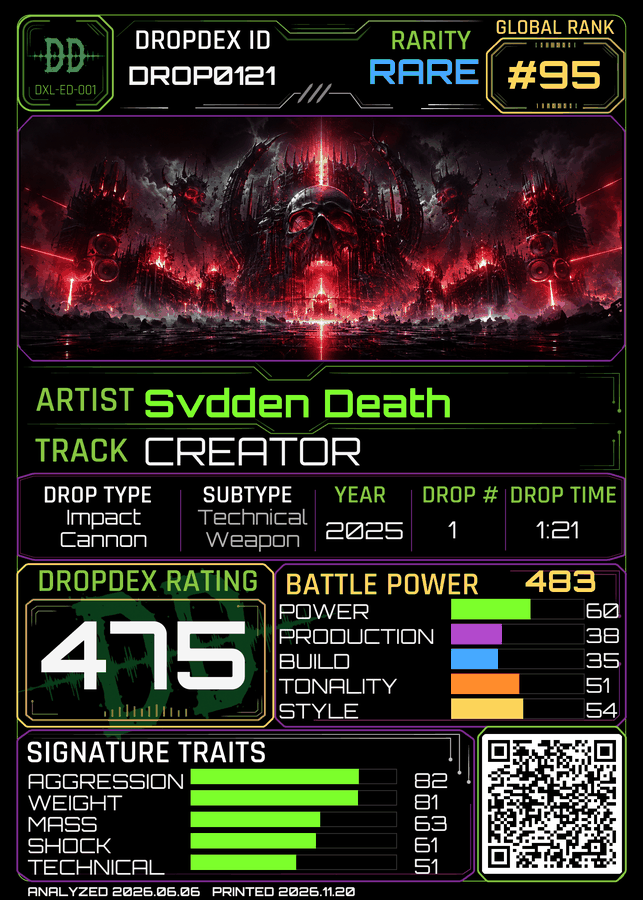 DD
DXL-ED-001
DROPDEX ID
DROP0121
RARITY
RARE
GLOBAL RANK
#95
ARTIST Svdden Death
TRACK CREATOR
DROP TYPE
Impact
Cannon
SUBTYPE
Technical
Weapon
YEAR
2025
DROP #
1
DROP TIME
1:21
DROPDEX RATING
475
BATTLE POWER 483
POWER 60
PRODUCTION 38
BUILD 35
TONALITY 51
STYLE 54
SIGNATURE TRAITS
AGGRESSION 82
WEIGHT 81
MASS 63
SHOCK 61
TECHNICAL 51
ANALYZED 2026.06.06 PRINTED 2026.11.20